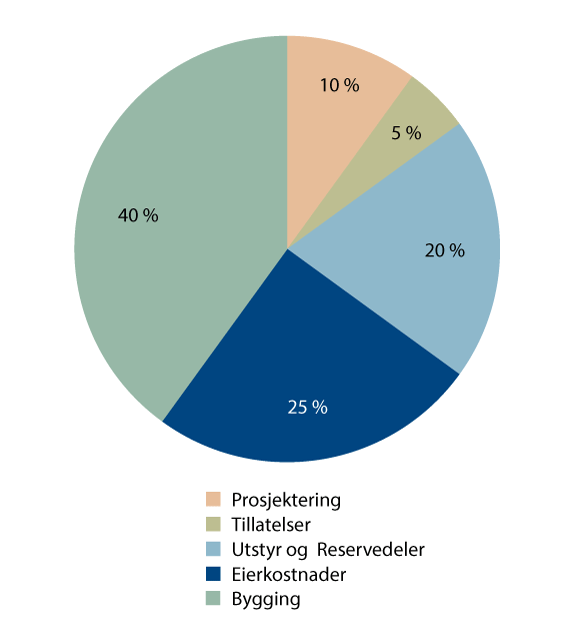 10 %
5 %
40 %
20 %
25 %
Prosjektering
Tillatelser
Utstyr og  Reservedeler
Eierkostnader
Bygging